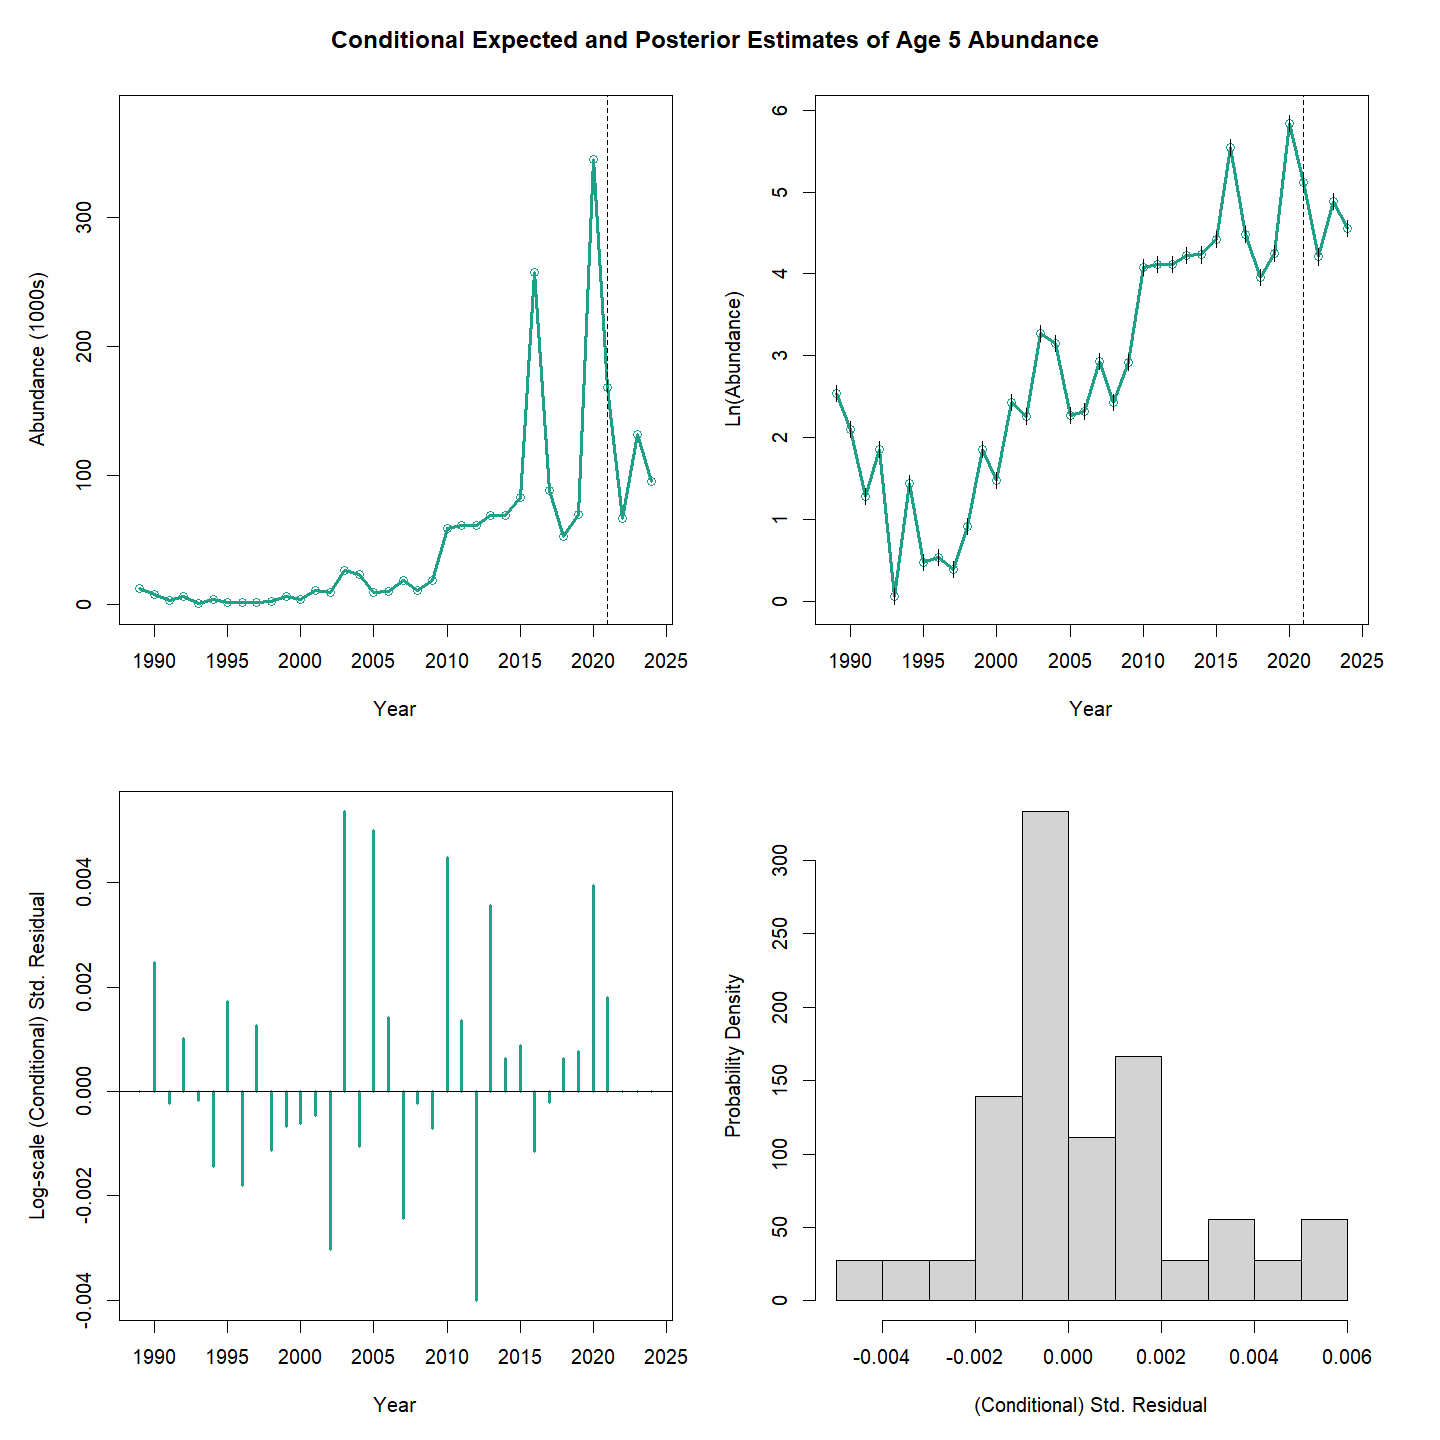 Conditional Expected and Posterior Estimates of Age 5 Abundance
Abundance (1000s)
0 100 200 300
1990 1995 2000 2005 2010 2015 2020 2025
Year
Ln(Abundance)
0 1 2 3 4 5 6
1990 1995 2000 2005 2010 2015 2020 2025
Year
Log-scale (Conditional) Std. Residual
-0.004 -0.002 0.000 0.002 0.004
1990 1995 2000 2005 2010 2015 2020 2025
Year
Probability Density
0 50 100 150 200 250 300
-0.004 -0.002 0.000 0.002 0.004 0.006
(Conditional) Std. Residual